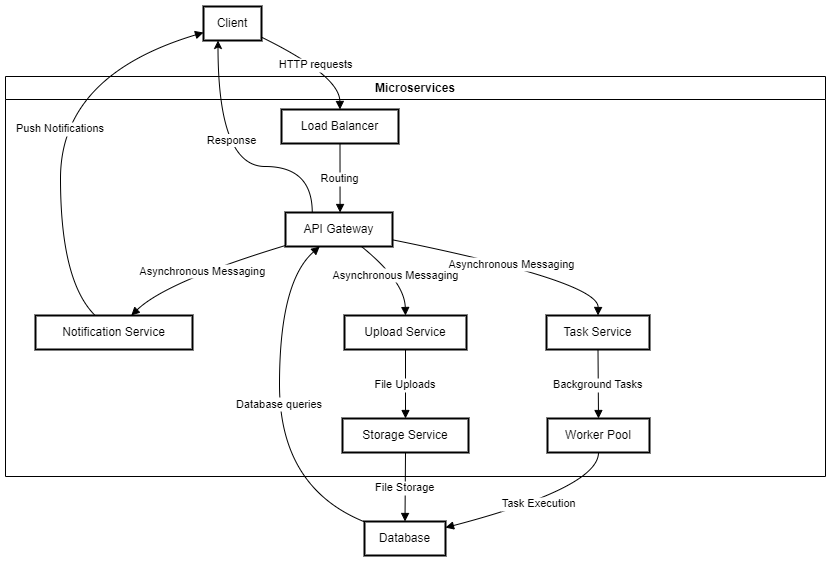 Client
HTTP requests
Microservices
Load Balancer
Push Notifications
Response
Routing
API Gateway
Asynchronous Messaging
Asynchronous Messaging
Asynchronous Messaging
Notification Service
Upload Service
Task Service
File Uploads
Background Tasks
Database queries
Storage Service
Worker Pool
File Storage
Task Execution
Database